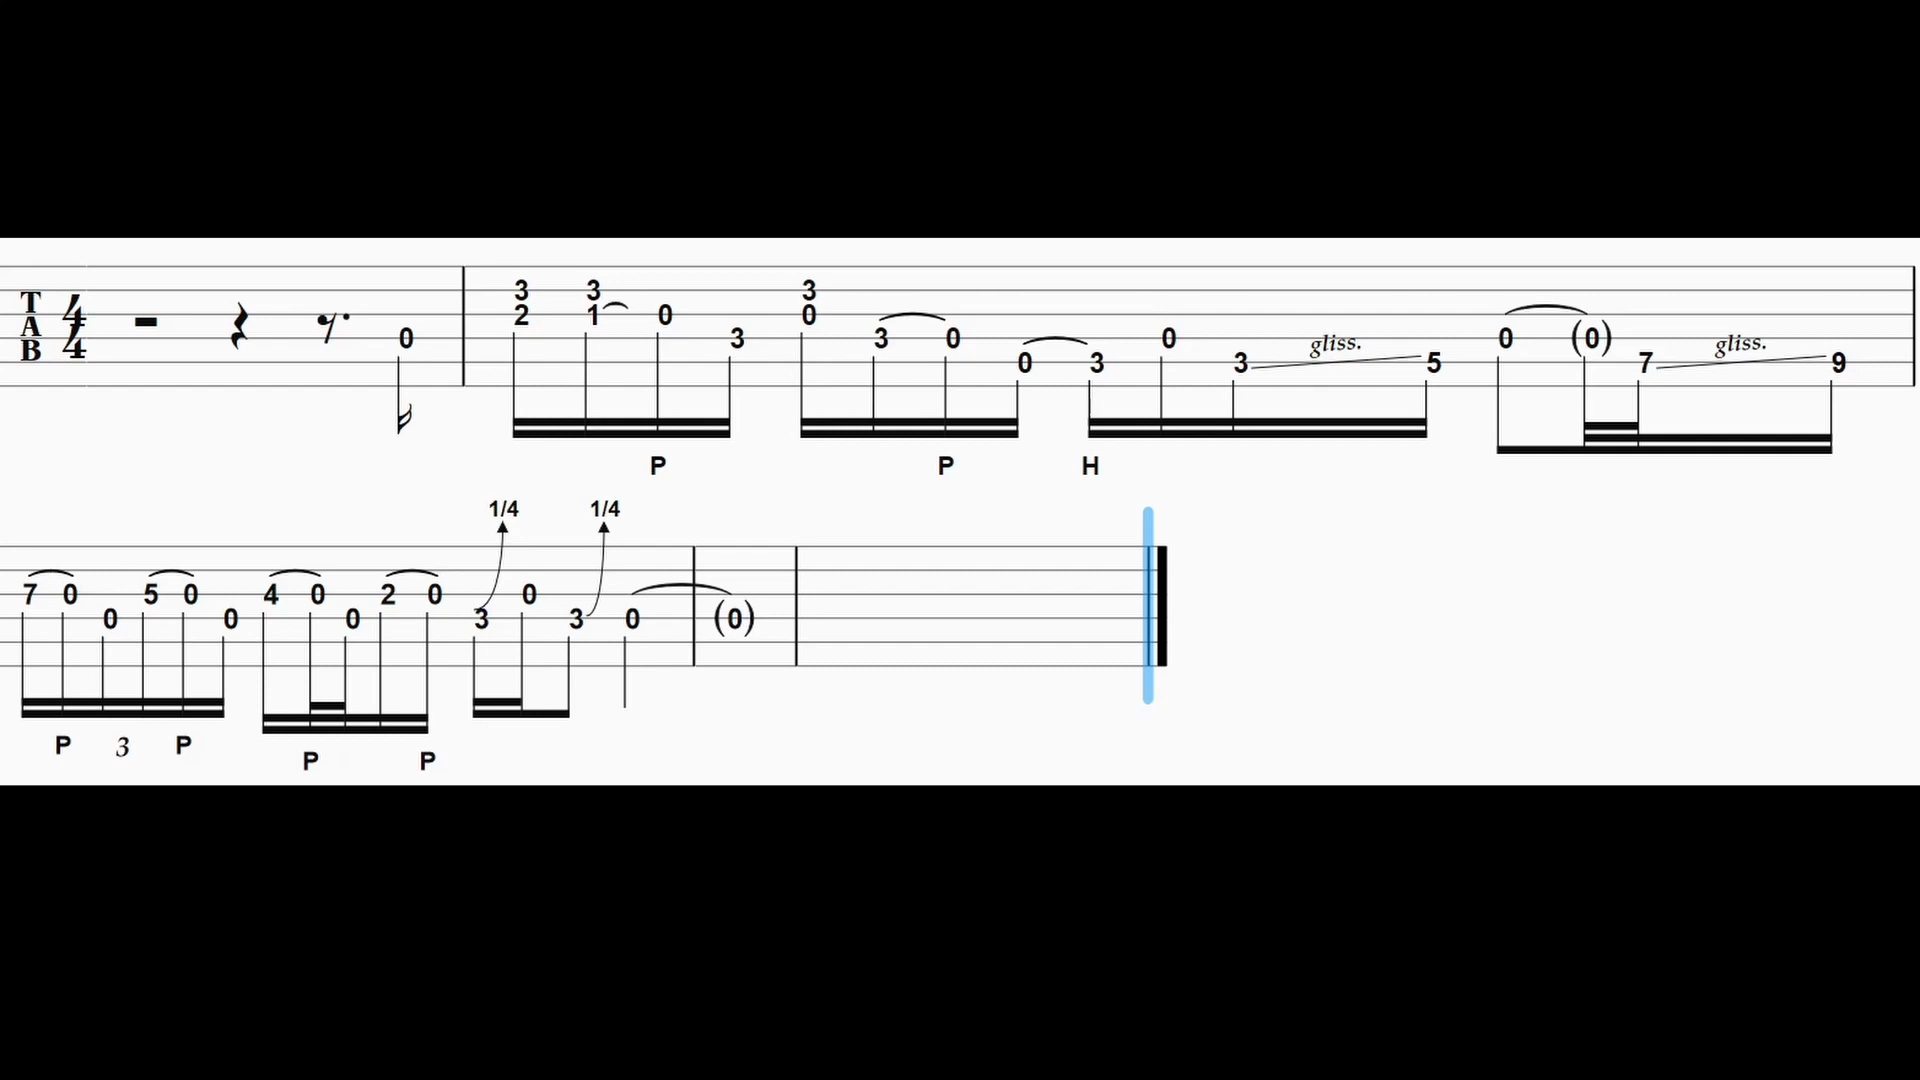 T
A
B
4
4
3 3 3
2 1 0 0
0 3 3 0 0 gliss. 0 (0) gliss.
0 3 3 5 7 9
P P H
1/4 1/4
7 0 5 0 4 0 2 0 0
0 0 0 3 3 0 (0)
P 3 P P P